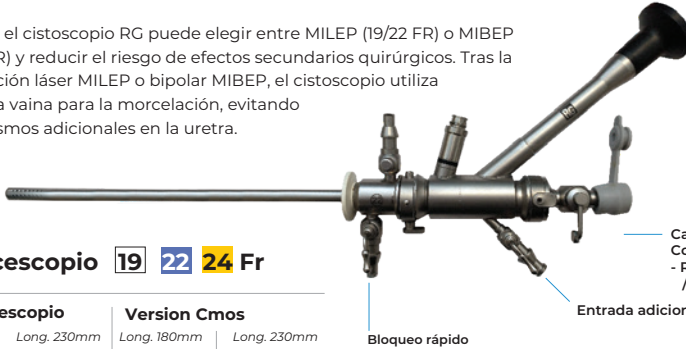 el cistoscopio RG puede elegir entre MILEP (19/22 FR) o MIBEP
R) y reducir el riesgo de efectos secundarios quirúrgicos. Tras la
ción láser MILEP o bipolar MIBEP, el cistoscopio utiliza
a vaina para la morcelación, evitando
smos adicionales en la uretra.
Rg
cescopio 19 22 24 Fr
escopio Version Cmos
Long. 230mm Long. 180mm Long. 230mm
Bloqueo rápido
Entrada adicion
Ca
Co
- P
/